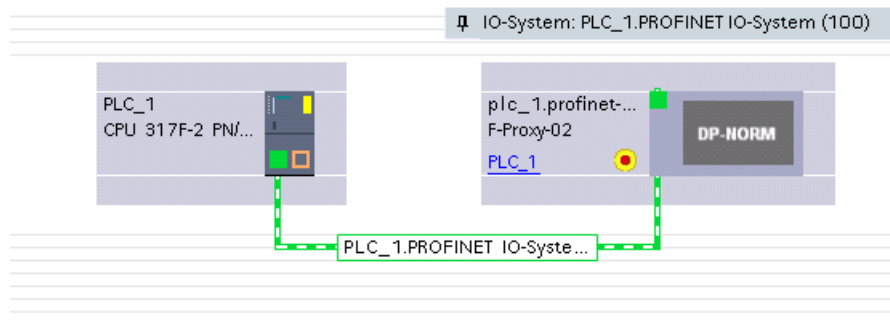 IO-System: PLC_1.PROFINET IO-System (100)
PLC_1
CPU 317F-2 PN/...
plc_1.profinet-...
F-Proxy-02
PLC_1
DP-NORM
PLC_1.PROFINET IO-Syste...